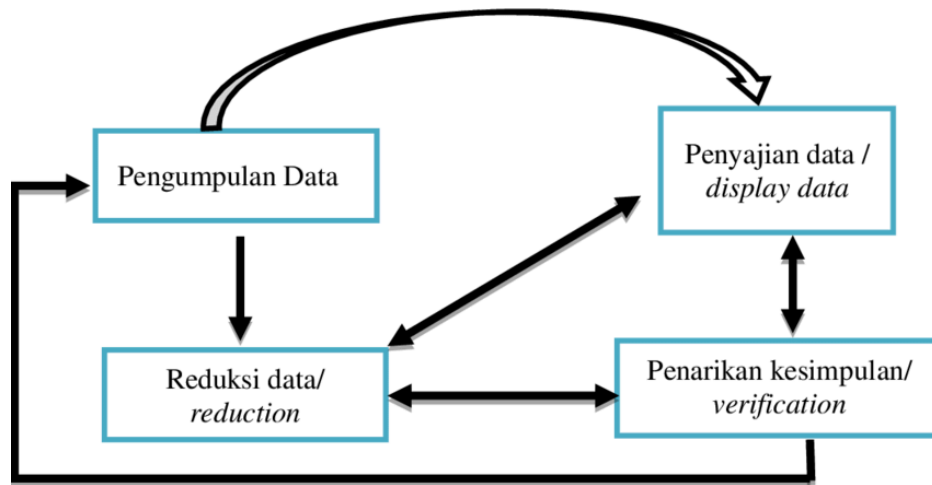 Pengumpulan Data
Penyajian data /
display data
Reduksi data/
reduction
Penarikan kesimpulan/
verification